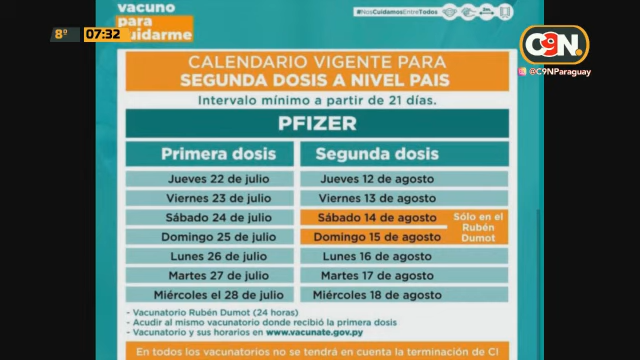 8º 07:32
vacuno
para
cuidarme
#NosCuidamosEntreTodos
2m
C9N
@C9NParaguay
CALENDARIO VIGENTE PARA
SEGUNDA DOSIS A NIVEL PAIS
Intervalo mínimo a partir de 21 días.
PFIZER
Primera dosis Segunda dosis
Jueves 22 de julio Jueves 12 de agosto
Viernes 23 de julio Viernes 13 de agosto
Sábado 24 de julio Sábado 14 de agosto
Domingo 25 de julio Domingo 15 de agosto
Sólo en el
Rubén
Dumot
Lunes 26 de julio Lunes 16 de agosto
Martes 27 de julio Martes 17 de agosto
Miércoles el 28 de julio Miércoles 18 de agosto
- Vacunatorio Rubén Dumot (24 horas)
- Acudir al mismo vacunatorio donde recibió la primera dosis
- Vacunatorio y sus horarios en www.vacunate.gov.py
En todos los vacunatorios no se tendrá en cuenta la terminación de CI